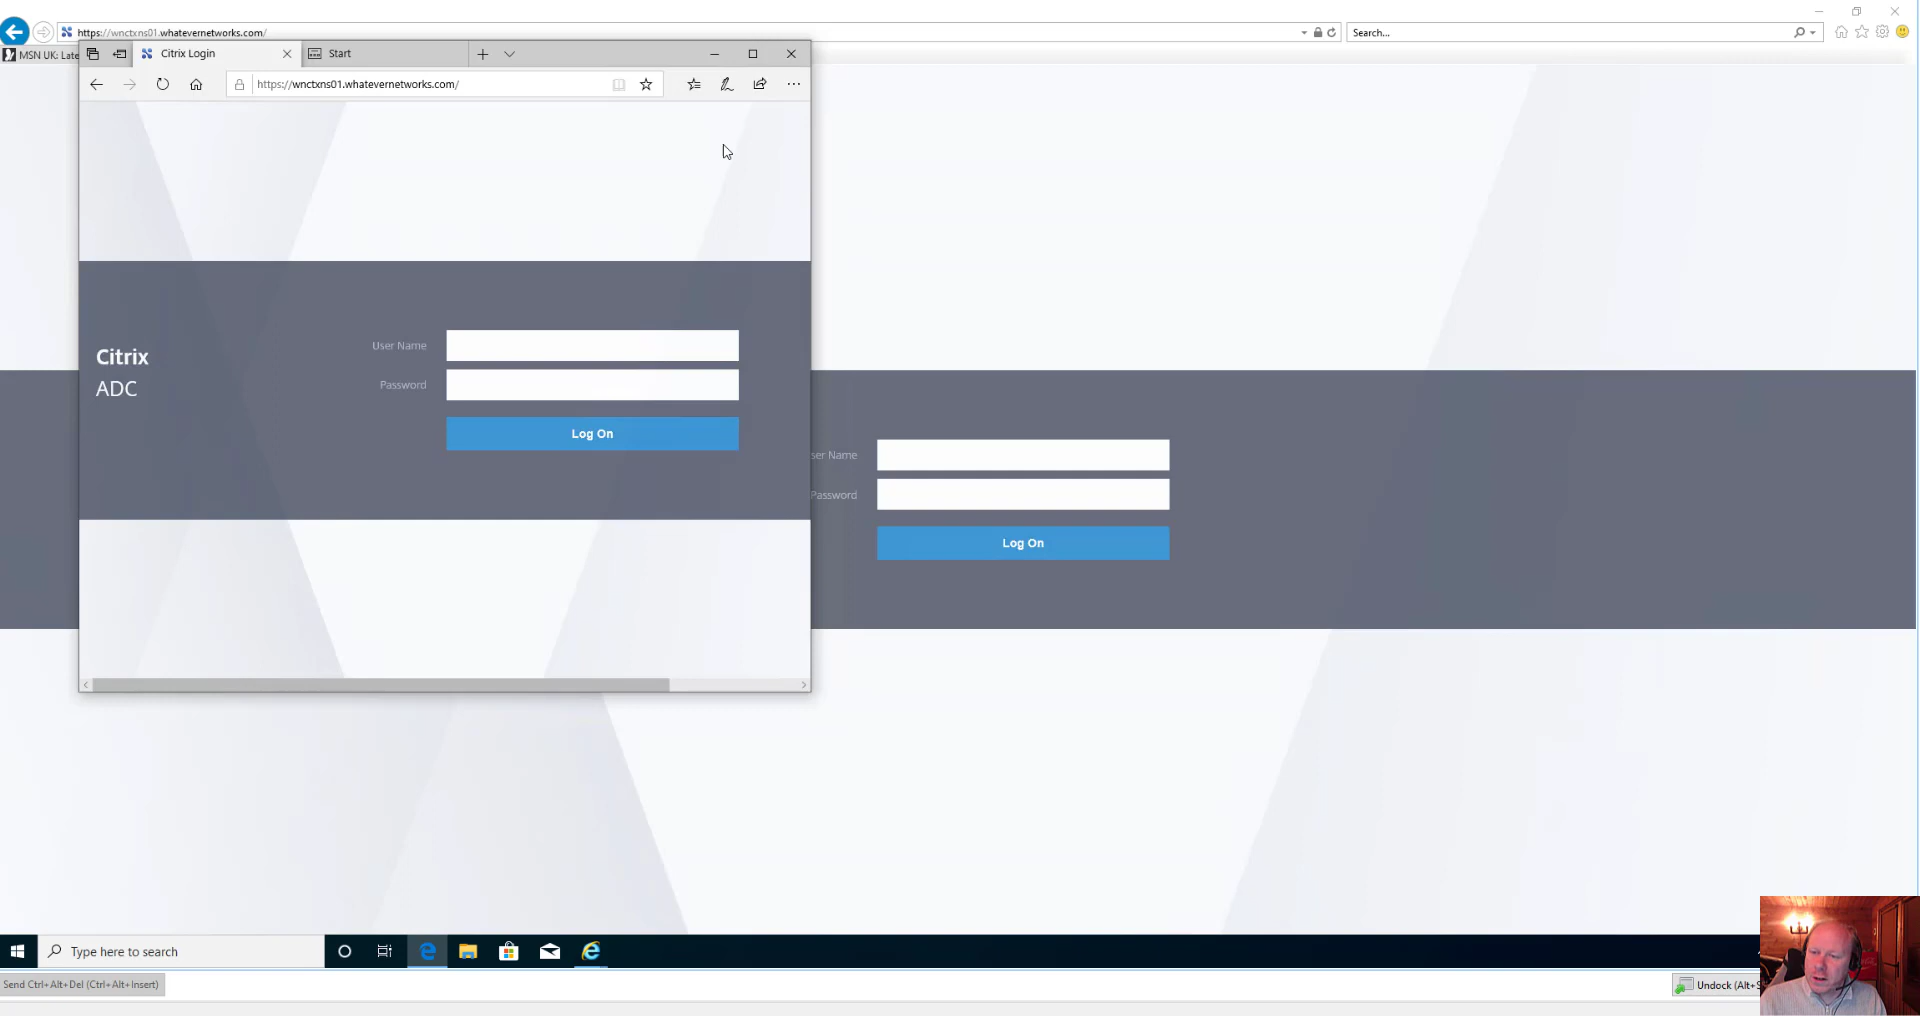 https://wnctxns01.whatevernetworks.com/
Search...
MSN UK: Late
Citrix Login
Start
https://wnctxns01.whatevernetworks.com/
Citrix
ADC
User Name
Password
Log On
ser Name
Password
Log On
Type here to search
Send Ctrl+Alt+Del (Ctrl+Alt+Insert)
Undock (Alt+S